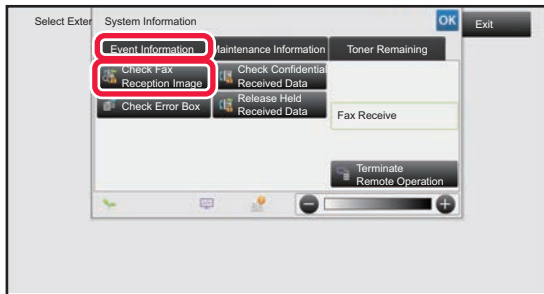 Select Exter
System Information
OK
Exit
Event Information
Maintenance Information
Toner Remaining
Check Fax
Reception Image
Check Confidential
Received Data
Check Error Box
Release Held
Received Data
Fax Receive
Terminate
Remote Operation